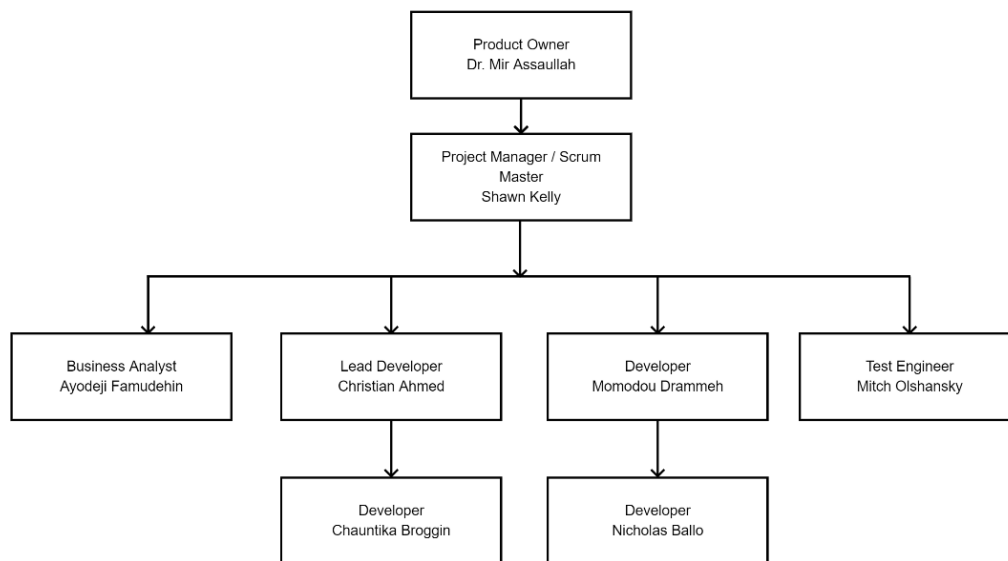 Product Owner
Dr. Mir Assaullah
Project Manager / Scrum
Master
Shawn Kelly
Business Analyst
Ayodeji Famudehin
Lead Developer
Christian Ahmed
Developer
Momodou Drammeh
Test Engineer
Mitch Olshansky
Developer
Chauntika Broggin
Developer
Nicholas Ballo